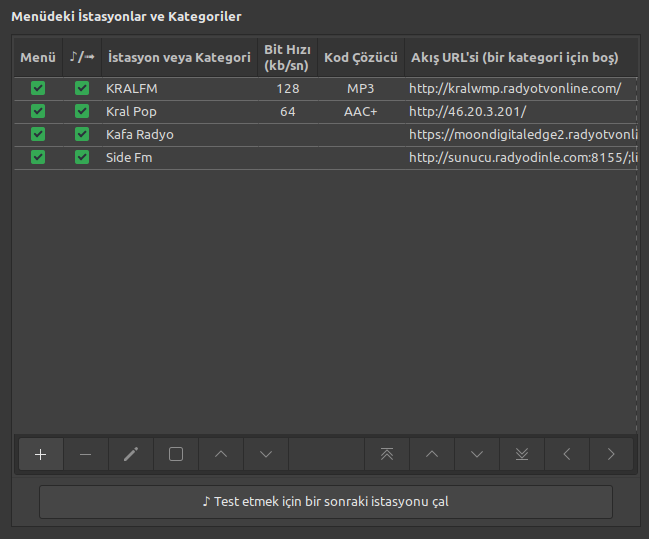 Menüdeki İstasyonlar ve Kategoriler
Menü ♪/➟ İstasyon veya Kategori Bit Hızı (kb/sn) Kod Çözücü Akış URL'si (bir kategori için boş)
KRALFM 128 MP3 http://kralwmp.radyotvonline.com/
Kral Pop 64 AAC+ http://46.20.3.201/
Kafa Radyo https://moondigitaledge2.radyotvonli
Side Fm http://sunucu.radyodinle.com:8155/;li
♪ Test etmek için bir sonraki istasyonu çal